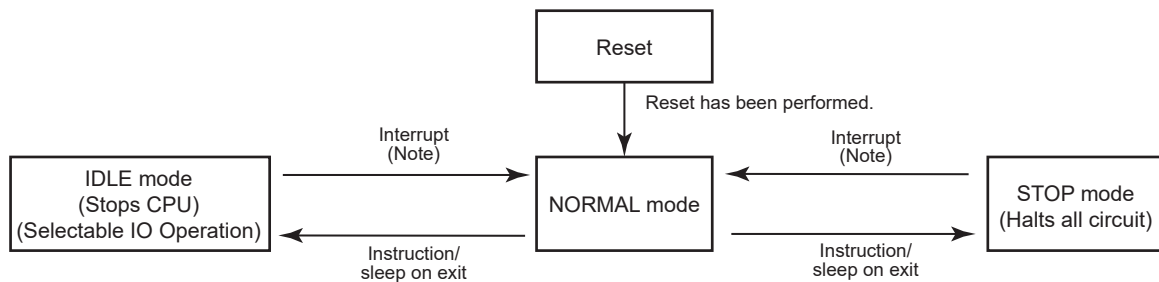 Reset
Reset has been performed.
Interrupt
(Note)
Interrupt
(Note)
IDLE mode
(Stops CPU)
(Selectable IO Operation)
NORMAL mode
STOP mode
(Halts all circuit)
Instruction/
sleep on exit
Instruction/
sleep on exit